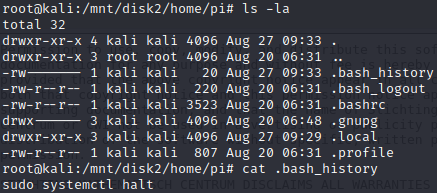 root@kali:/mnt/disk2/home/pi# ls -la
total 32
drwxr-xr-x 4 kali kali 4096 Aug 27 09:33 .
drwxr-xr-x 3 root root 4096 Aug 20 06:31 ..
-rw------- 1 kali kali   20 Aug 27 09:33 .bash_history
-rw-r--r-- 1 kali kali  220 Aug 20 06:31 .bash_logout
-rw-r--r-- 1 kali kali 3523 Aug 20 06:31 .bashrc
drwx------ 3 kali kali 4096 Aug 20 06:48 .gnupg
drwxr-xr-x 3 kali kali 4096 Aug 27 09:29 .local
-rw-r--r-- 1 kali kali  807 Aug 20 06:31 .profile
root@kali:/mnt/disk2/home/pi# cat .bash_history
sudo systemctl halt